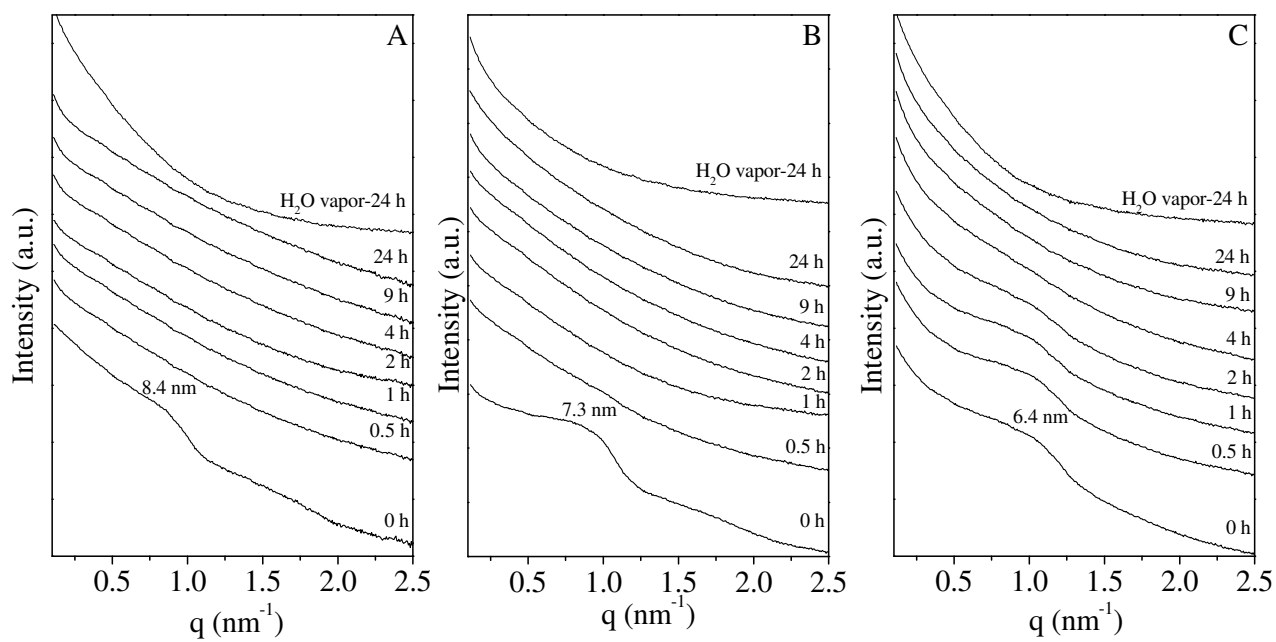 A
Intensity (a.u.)
H₂O vapor-24 h
24 h
9 h
4 h
2 h
1 h
0.5 h
8.4 nm
0 h
0.5 1.0 1.5 2.0 2.5
q (nm⁻¹)
B
Intensity (a.u.)
H₂O vapor-24 h
24 h
9 h
4 h
2 h
1 h
7.3 nm
0.5 h
0 h
0.5 1.0 1.5 2.0 2.5
q (nm⁻¹)
C
Intensity (a.u.)
H₂O vapor-24 h
24 h
9 h
4 h
2 h
1 h
6.4 nm
0.5 h
0 h
0.5 1.0 1.5 2.0 2.5
q (nm⁻¹)